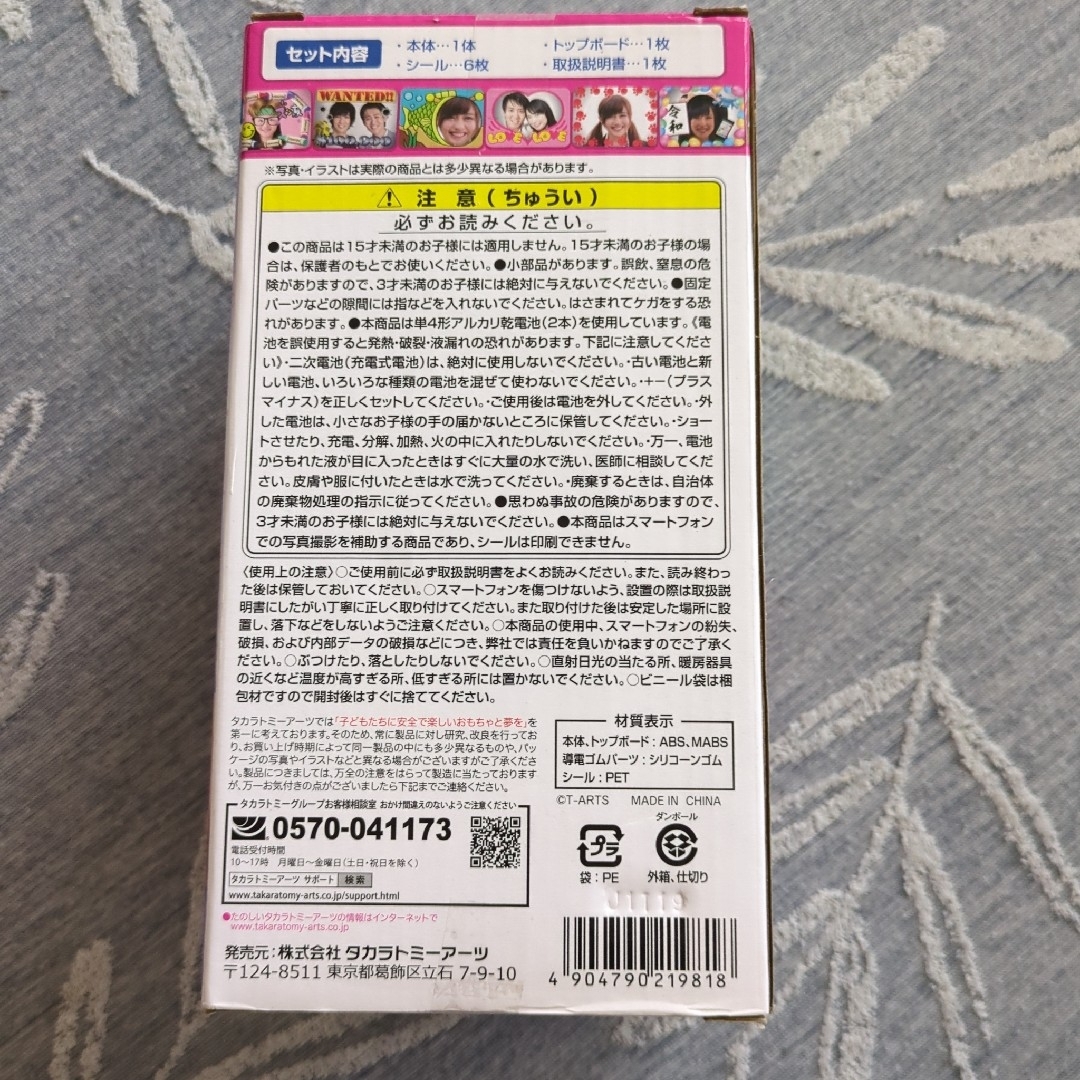 セット内容
・本体…1体
・トップボード…1枚
・シール…6枚
・取扱説明書…1枚
WANTED!!
LOVE LOVE
令和
※写真・イラストは実際の商品とは多少異なる場合があります。
⚠ 注 意(ちゅうい)
必ずお読みください。
●この商品は15才未満のお子様には適用しません。15才未満のお子様の場
合は、保護者のもとでお使いください。●小部品があります。誤飲、窒息の危
険がありますので、3才未満のお子様には絶対に与えないでください。●固定
パーツなどの隙間には指などを入れないでください。はさまれてケガをする恐
れがあります。●本商品は単4形アルカリ乾電池(2本)を使用しています。《電
池を誤使用すると発熱・破裂・液漏れの恐れがあります。下記に注意してくださ
い》・二次電池(充電式電池)は、絶対に使用しないでください。・古い電池と新
しい電池、いろいろな種類の電池を混ぜて使わないでください。・+−(プラス
マイナス)を正しくセットしてください。・ご使用後は電池を外してください。・外
した電池は、小さなお子様の手の届かないところに保管してください。・ショー
トさせたり、充電、分解、加熱、火の中に入れたりしないでください。・万一、電池
からもれた液が目に入ったときはすぐに大量の水で洗い、医師に相談してくだ
さい。皮膚や服に付いたときは水で洗ってください。・廃棄するときは、自治体
の廃棄物処理の指示に従ってください。●思わぬ事故の危険がありますので、
3才未満のお子様には絶対に与えないでください。●本商品はスマートフォン
での写真撮影を補助する商品であり、シールは印刷できません。
〈使用上の注意〉○ご使用前に必ず取扱説明書をよくお読みください。また、読み終わっ
た後は保管しておいてください。○スマートフォンを傷つけないよう、設置の際は取扱説
明書にしたがい丁寧に正しく取り付けてください。また取り付けた後は安定した場所に設
置し、落下などをしないようご注意ください。○本商品の使用中、スマートフォンの紛失、
破損、および内部データの破損などにつき、弊社では責任を負いかねますのでご了承く
ださい。○ぶつけたり、落としたりしないでください。○直射日光の当たる所、暖房器具
の近くなど温度が高すぎる所、低すぎる所には置かないでください。○ビニール袋は梱
包材ですので開封後はすぐに捨ててください。
タカラトミーアーツでは「子どもたちに安全で楽しいおもちゃと夢を」を
第一に考えております。そのため、常に製品に対し研究、改良を行ってお
り、お買い上げ時期によって同一製品の中にも多少異なるものや、パッ
ケージの写真やイラストなどと異なる場合がございますがご了承くださ
い。製品につきましては、万全の注意をはらって製造に当たっております
が、万一お気付きの点がございましたら下記までご連絡ください。
材質表示
本体、トップボード：ABS、MABS
導電ゴムパーツ：シリコーンゴム
シール：PET
©T-ARTS MADE IN CHINA
タカラトミーグループお客様相談室 おかけ間違えのないようご注意ください
0570-041173
電話受付時間
10〜17時 月曜日〜金曜日(土日・祝日を除く)
タカラトミーアーツ サポート 検索
www.takaratomy-arts.co.jp/support.html
プラ
袋：PE
ダンボール
外箱、仕切り
01119
●たのしいタカラトミーアーツの情報はインターネットで
www.takaratomy-arts.co.jp
発売元：株式会社 タカラトミーアーツ
〒124-8511 東京都葛飾区立石 7-9-10
4 904790 219818